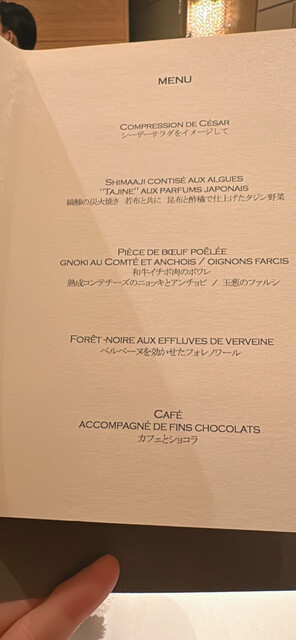 MENU
COMPRESSION DE CÉSAR
シーザーサラダをイメージして
SHIMAAJI CONTISÉ AUX ALGUES
"TAJINE" AUX PARFUMS JAPONAIS
縞鯵の炭火焼き 若布と共に 昆布と酢橘で仕上げたタジン野菜
PIÈCE DE BŒUF POÊLÉE
GNOKI AU COMTÉ ET ANCHOIS / OIGNONS FARCIS
和牛イチボ肉のポワレ
熟成コンテチーズのニョッキとアンチョビ / 玉葱のファルシ
FORÊT-NOIRE AUX EFFLUVES DE VERVEINE
ベルベーヌを効かせたフォレノワール
CAFÉ
ACCOMPAGNÉ DE FINS CHOCOLATS
カフェとショコラ